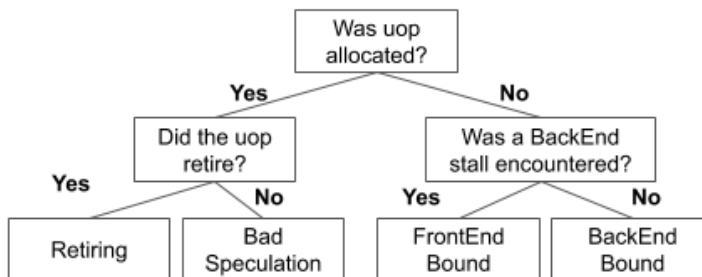 Was uop
allocated?
Yes
No
Did the uop
retire?
Was a BackEnd
stall encountered?
Yes
No
Yes
No
Retiring
Bad
Speculation
FrontEnd
Bound
BackEnd
Bound